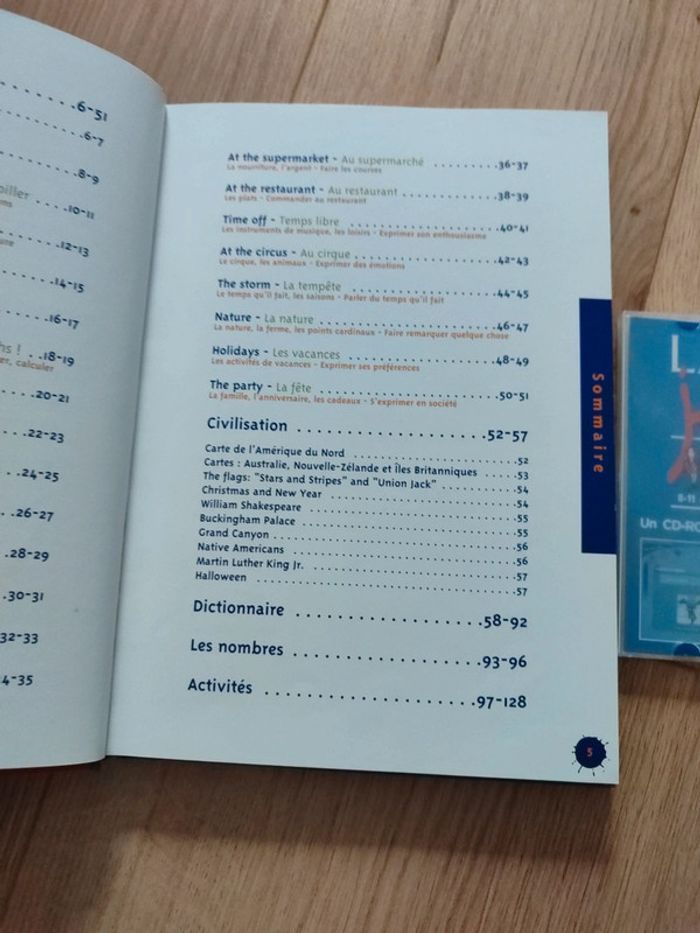 6-51
6-7
8-9
piller
10-11
12-13
14-15
16-17
18-19
er, calculer
20-21
22-23
24-25
26-27
28-29
30-31
32-33
4-35
At the supermarket - Au supermarché ........36-37
La nourriture, l'argent - Faire les courses
At the restaurant - Au restaurant ........38-39
Les plats - Commander au restaurant
Time off - Temps libre ........40-41
Les instruments de musique, les loisirs - Exprimer son enthousiasme
At the circus - Au cirque ........42-43
Le cirque, les animaux - Exprimer des émotions
The storm - La tempête ........44-45
Le temps qu'il fait, les saisons - Parler du temps qu'il fait
Nature - La nature ........46-47
La nature, la ferme, les points cardinaux - Faire remarquer quelque chose
Holidays - Les vacances ........48-49
Les activités de vacances - Exprimer ses préférences
The party - La fête ........50-51
La famille, l'anniversaire, les cadeaux - S'exprimer en société
Civilisation ........52-57
Carte de l'Amérique du Nord ........52
Cartes : Australie, Nouvelle-Zélande et Îles Britanniques .....53
The flags: "Stars and Stripes" and "Union Jack" ........54
Christmas and New Year ........54
William Shakespeare ........55
Buckingham Palace ........55
Grand Canyon ........56
Native Americans ........56
Martin Luther King Jr. ........57
Halloween ........57
Dictionnaire ........58-92
Les nombres ........93-96
Activités ........97-128
Sommaire
5
8-11
Un CD-RO